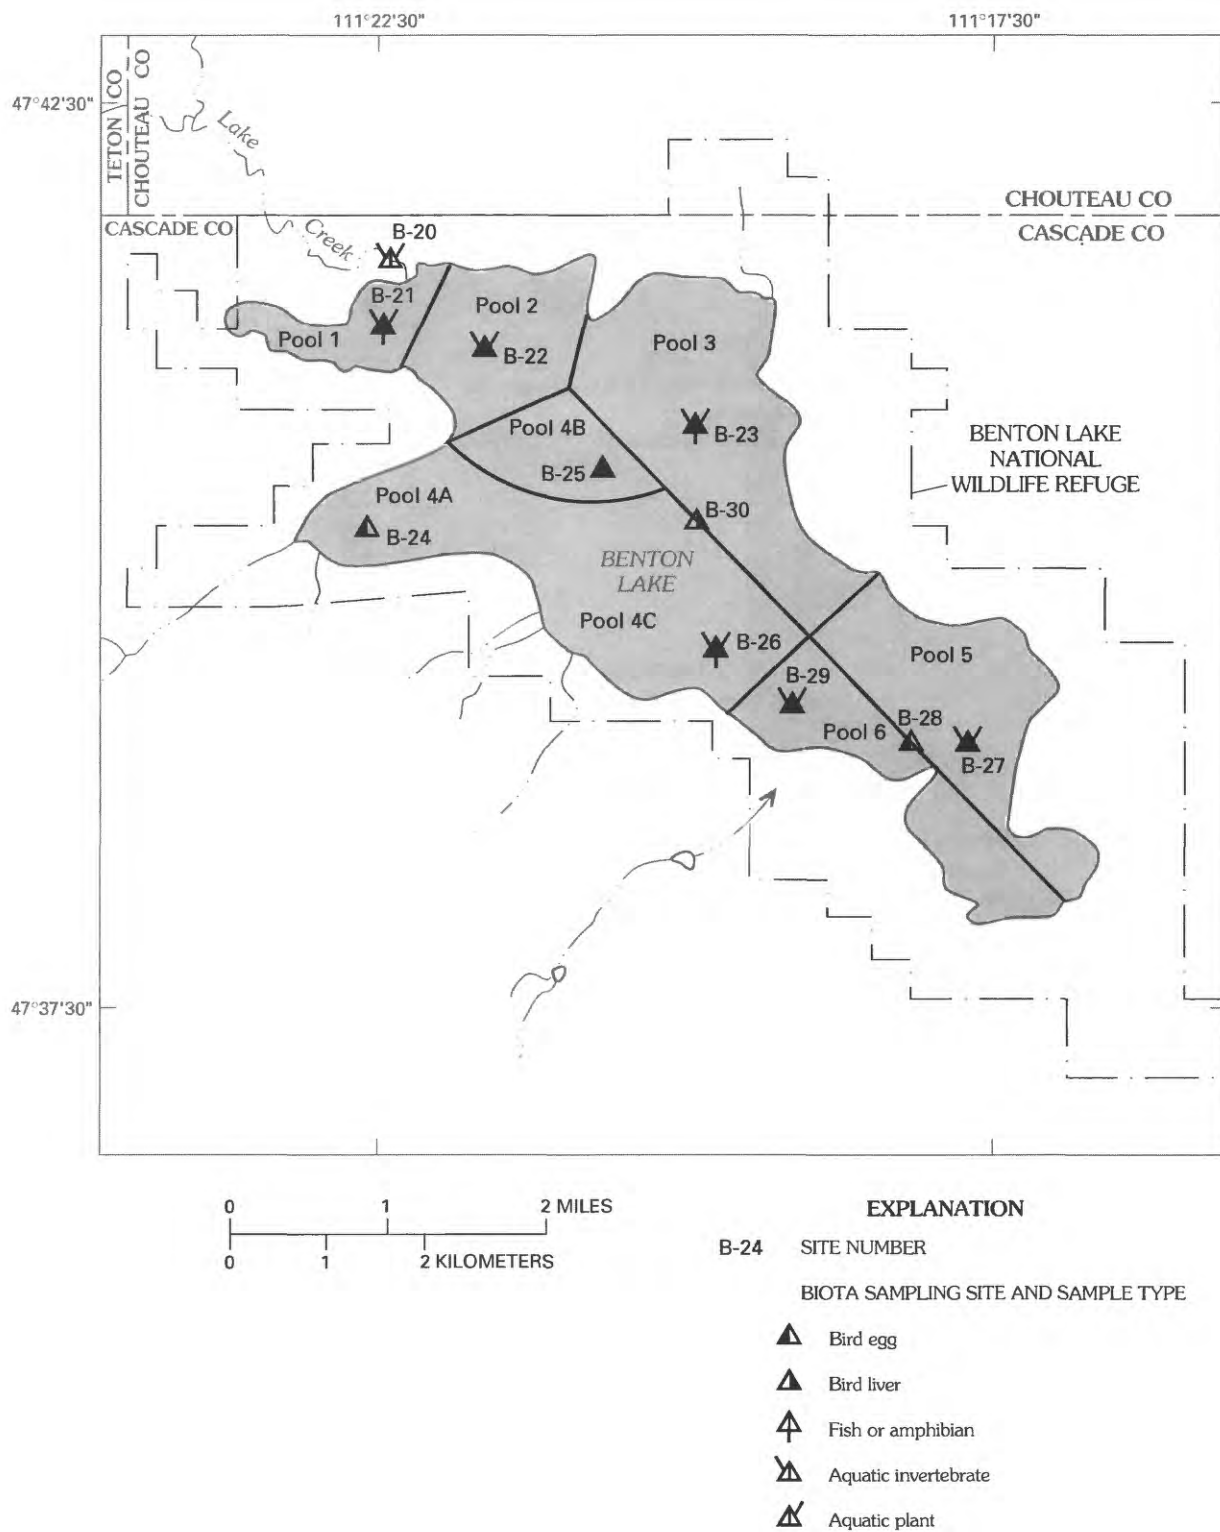 111°22'30"
111°17'30"
47°42'30"
TETON CO
CHOUTEAU CO
Lake
Creek
CHOUTEAU CO
CASCADE CO
CASCADE CO
B-20
B-21
Pool 1
Pool 2
B-22
Pool 3
B-23
Pool 4B
B-25
Pool 4A
B-24
B-30
BENTON LAKE
NATIONAL
WILDLIFE REFUGE
BENTON
LAKE
Pool 4C
B-26
B-29
Pool 5
Pool 6
B-28
B-27
47°37'30"
0 1 2 MILES
0 1 2 KILOMETERS
EXPLANATION
B-24 SITE NUMBER
BIOTA SAMPLING SITE AND SAMPLE TYPE
Bird egg
Bird liver
Fish or amphibian
Aquatic invertebrate
Aquatic plant